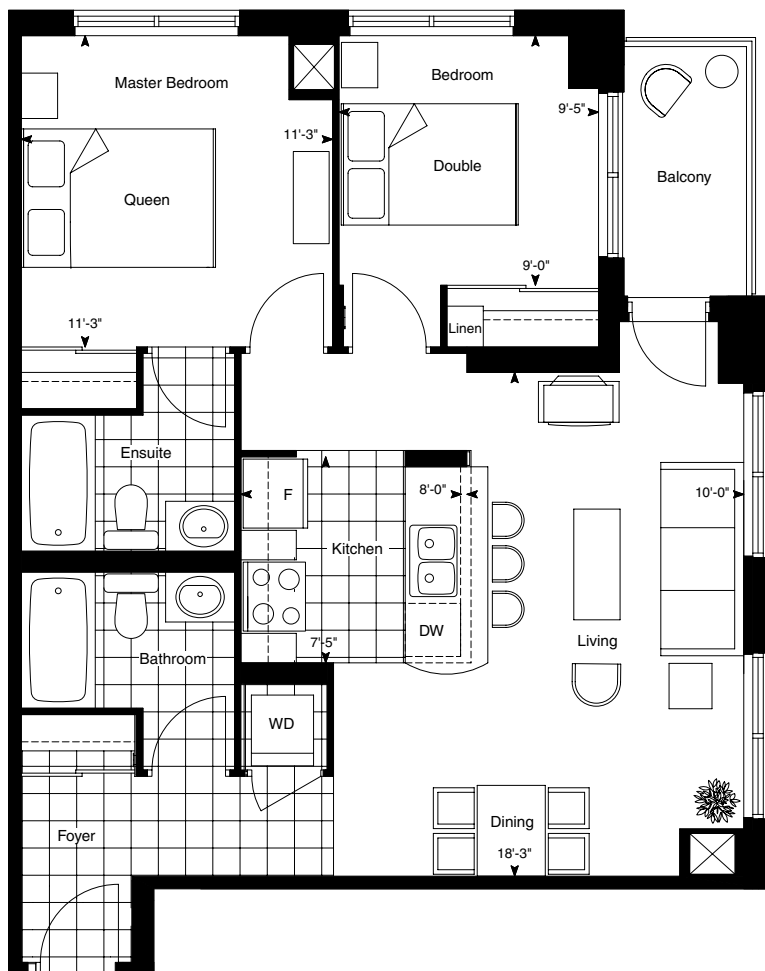 Master Bedroom
Bedroom
11'-3"
9'-5"
Queen
Double
Balcony
9'-0"
11'-3"
Linen
Ensuite
F
8'-0"
10'-0"
Kitchen
DW
7'-5"
Living
Bathroom
WD
Foyer
Dining
18'-3"